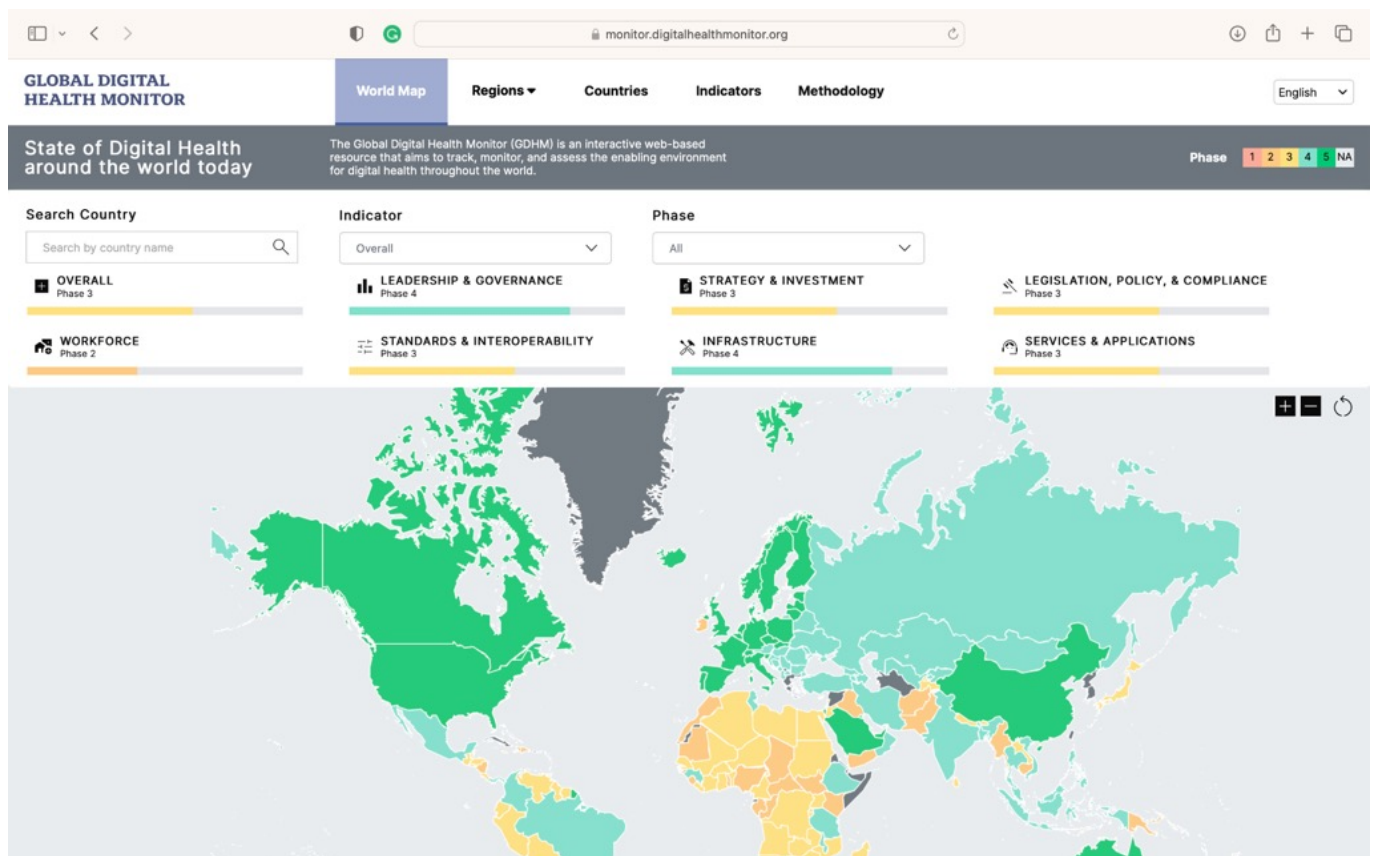 monitor.digitalhealthmonitor.org
GLOBAL DIGITAL
HEALTH MONITOR
World Map
Regions
Countries
Indicators
Methodology
English
State of Digital Health
around the world today
The Global Digital Health Monitor (GDHM) is an interactive web-based
resource that aims to track, monitor, and assess the enabling environment
for digital health throughout the world.
Phase 1 2 3 4 5 NA
Search Country
Search by country name
Indicator
Overall
Phase
All
OVERALL
Phase 3
LEADERSHIP & GOVERNANCE
Phase 4
STRATEGY & INVESTMENT
Phase 3
LEGISLATION, POLICY, & COMPLIANCE
Phase 3
WORKFORCE
Phase 2
STANDARDS & INTEROPERABILITY
Phase 3
INFRASTRUCTURE
Phase 4
SERVICES & APPLICATIONS
Phase 3